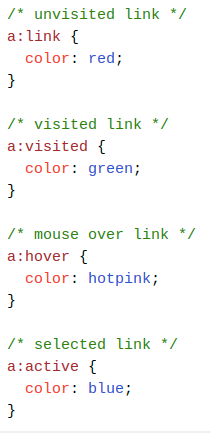 /* unvisited link */
a:link {
  color: red;
}

/* visited link */
a:visited {
  color: green;
}

/* mouse over link */
a:hover {
  color: hotpink;
}

/* selected link */
a:active {
  color: blue;
}